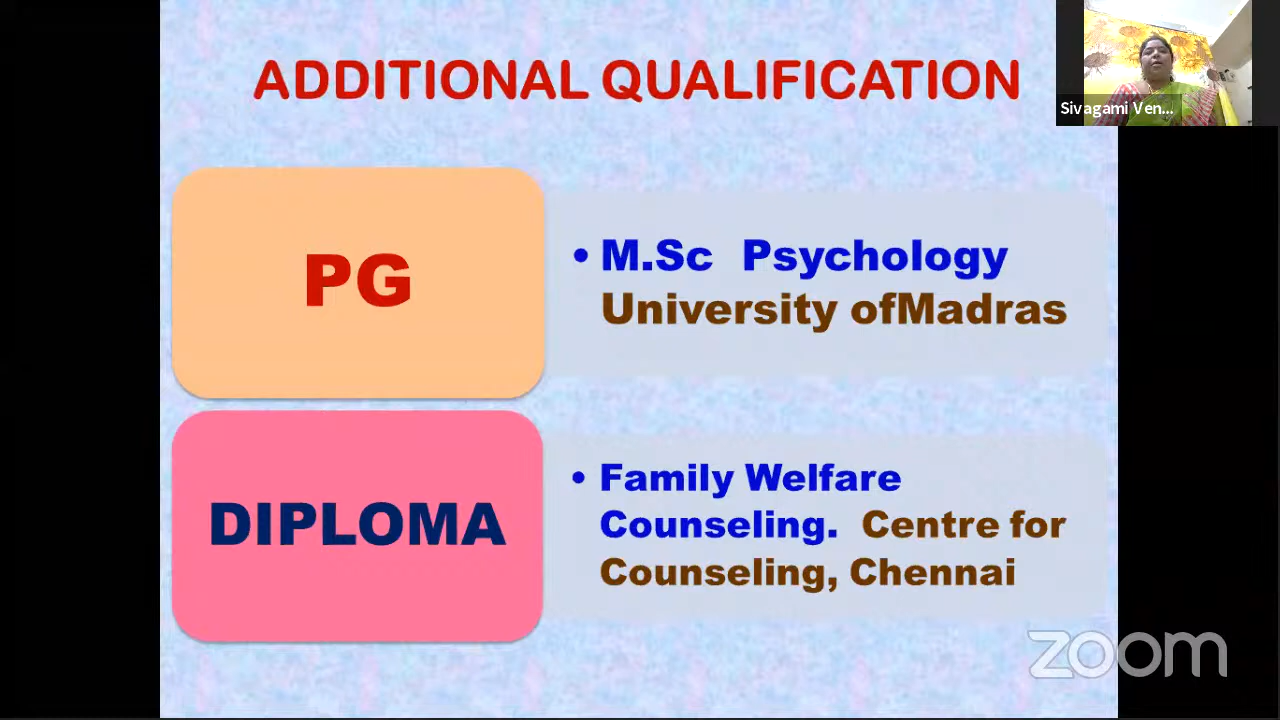 ADDITIONAL QUALIFICATION
Sivagami Ven...
PG
• M.Sc Psychology
University ofMadras
DIPLOMA
• Family Welfare
Counseling. Centre for
Counseling, Chennai
zoom